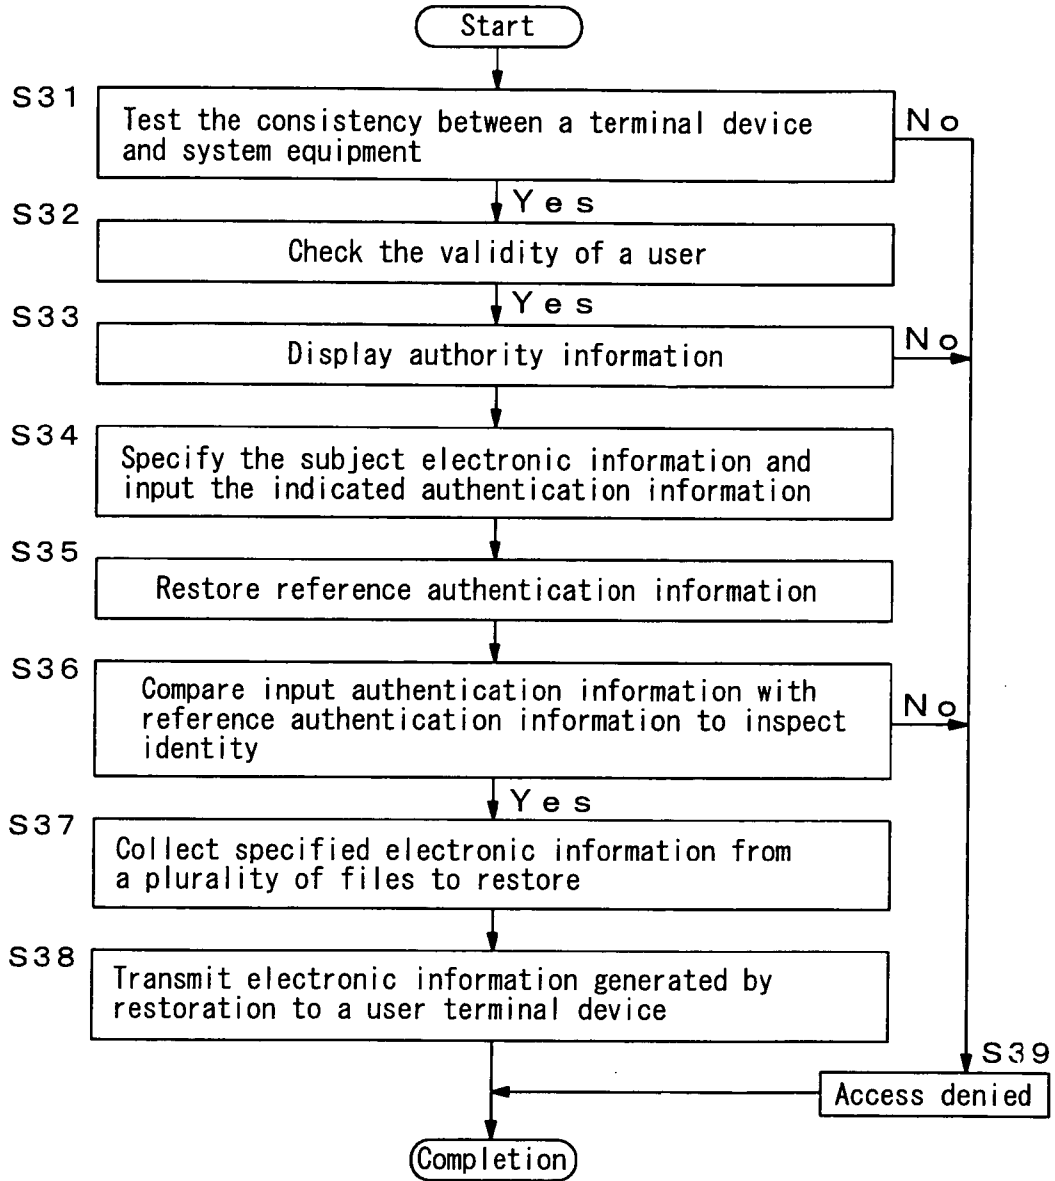 Start
S31
Test the consistency between a terminal device
and system equipment
No
Yes
S32
Check the validity of a user
Yes
S33
Display authority information
No
S34
Specify the subject electronic information and
input the indicated authentication information
S35
Restore reference authentication information
S36
Compare input authentication information with
reference authentication information to inspect
identity
No
Yes
S37
Collect specified electronic information from
a plurality of files to restore
S38
Transmit electronic information generated by
restoration to a user terminal device
S39
Access denied
Completion